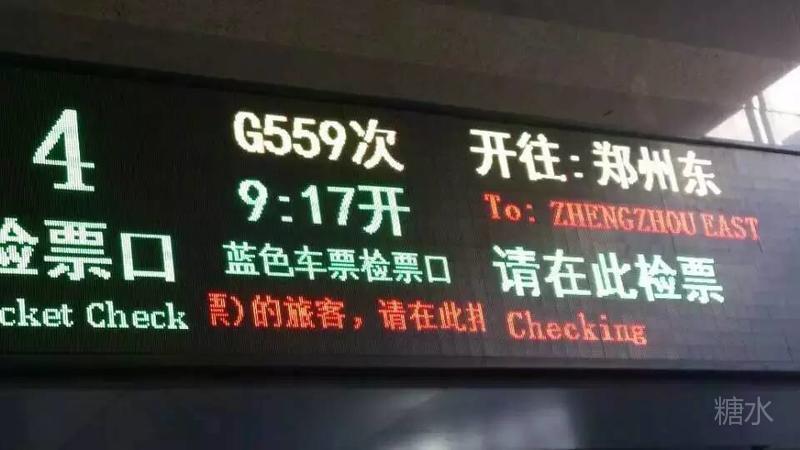 4
检票口
cket Check
G559次
9:17开
蓝色车票检票口
票)的旅客，请在此
开往:郑州东
To: ZHENGZHOU EAST
请在此检票
Checking
糖水